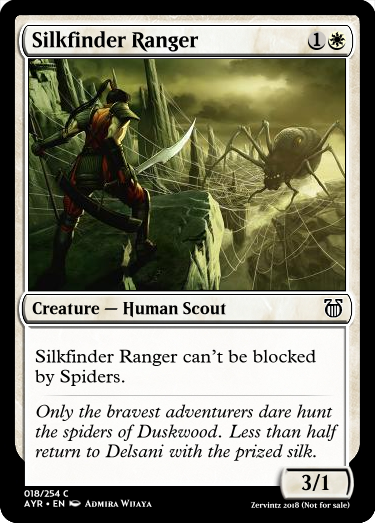 Silkfinder Ranger 1
Creature — Human Scout
Silkfinder Ranger can't be blocked
by Spiders.
Only the bravest adventurers dare hunt
the spiders of Duskwood. Less than half
return to Delsani with the prized silk.
3/1
018/254 C
AYR • EN Admira Wijaya
Zervintz 2018 (Not for sale)